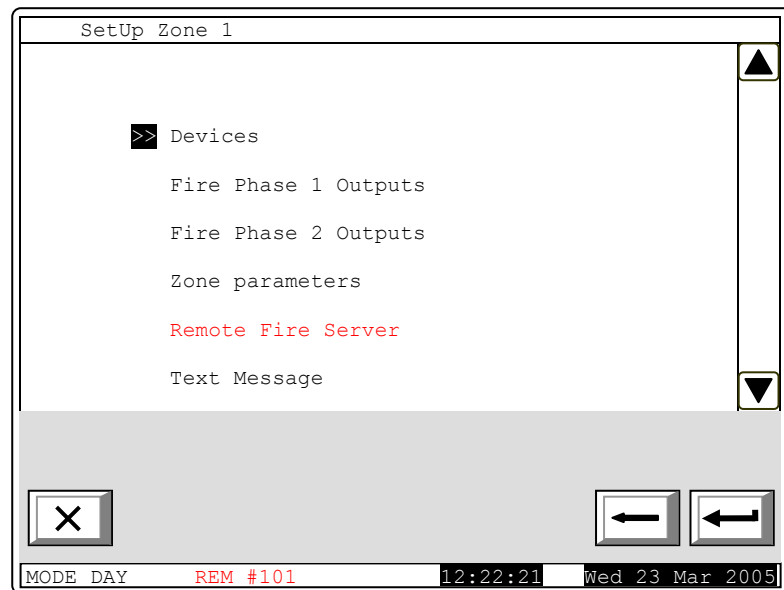 SetUp Zone 1
>> Devices
Fire Phase 1 Outputs
Fire Phase 2 Outputs
Zone parameters
Remote Fire Server
Text Message
MODE DAY REM #101 12:22:21 Wed 23 Mar 2005